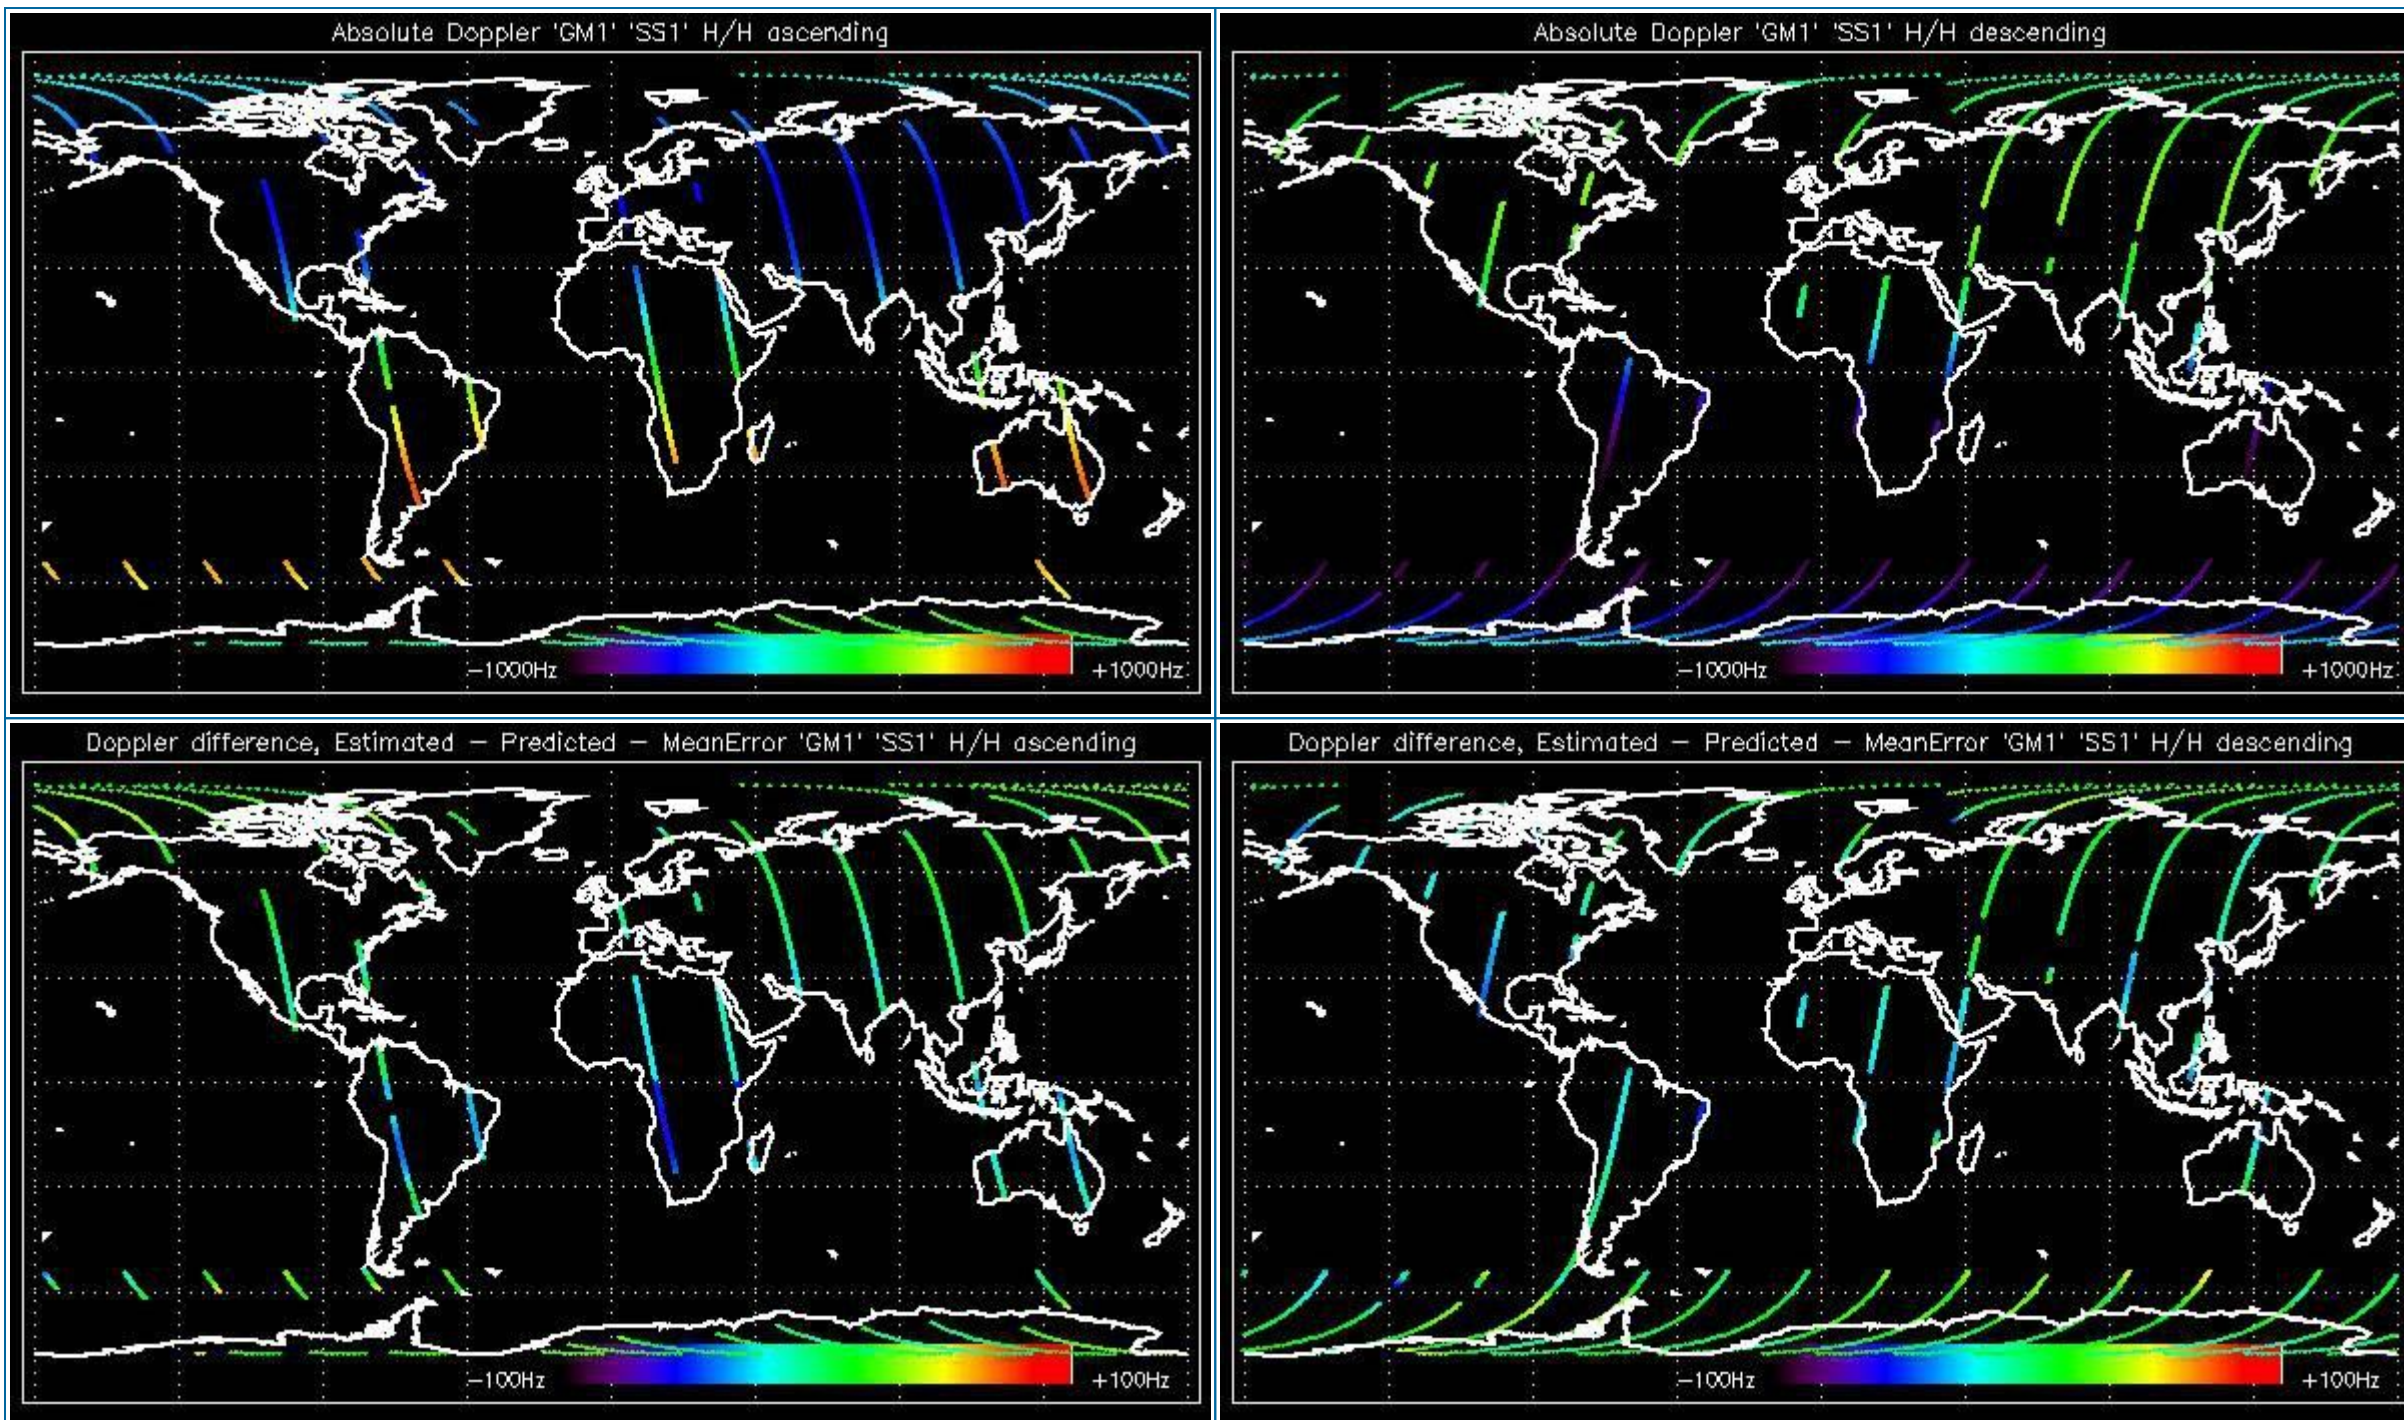 Absolute Doppler 'GM1' 'SS1' H/H ascending
-1000Hz +1000Hz
Absolute Doppler 'GM1' 'SS1' H/H descending
-1000Hz +1000Hz
Doppler difference, Estimated - Predicted - MeanError 'GM1' 'SS1' H/H ascending
-100Hz +100Hz
Doppler difference, Estimated - Predicted - MeanError 'GM1' 'SS1' H/H descending
-100Hz +100Hz